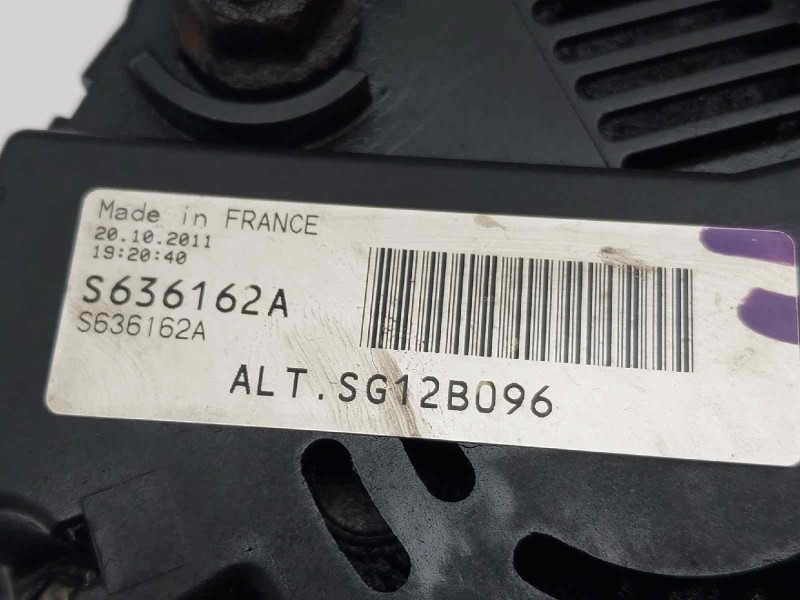 Made in FRANCE
20.10.2011
19:20:40
S636162A
S636162A
ALT.SG12B096